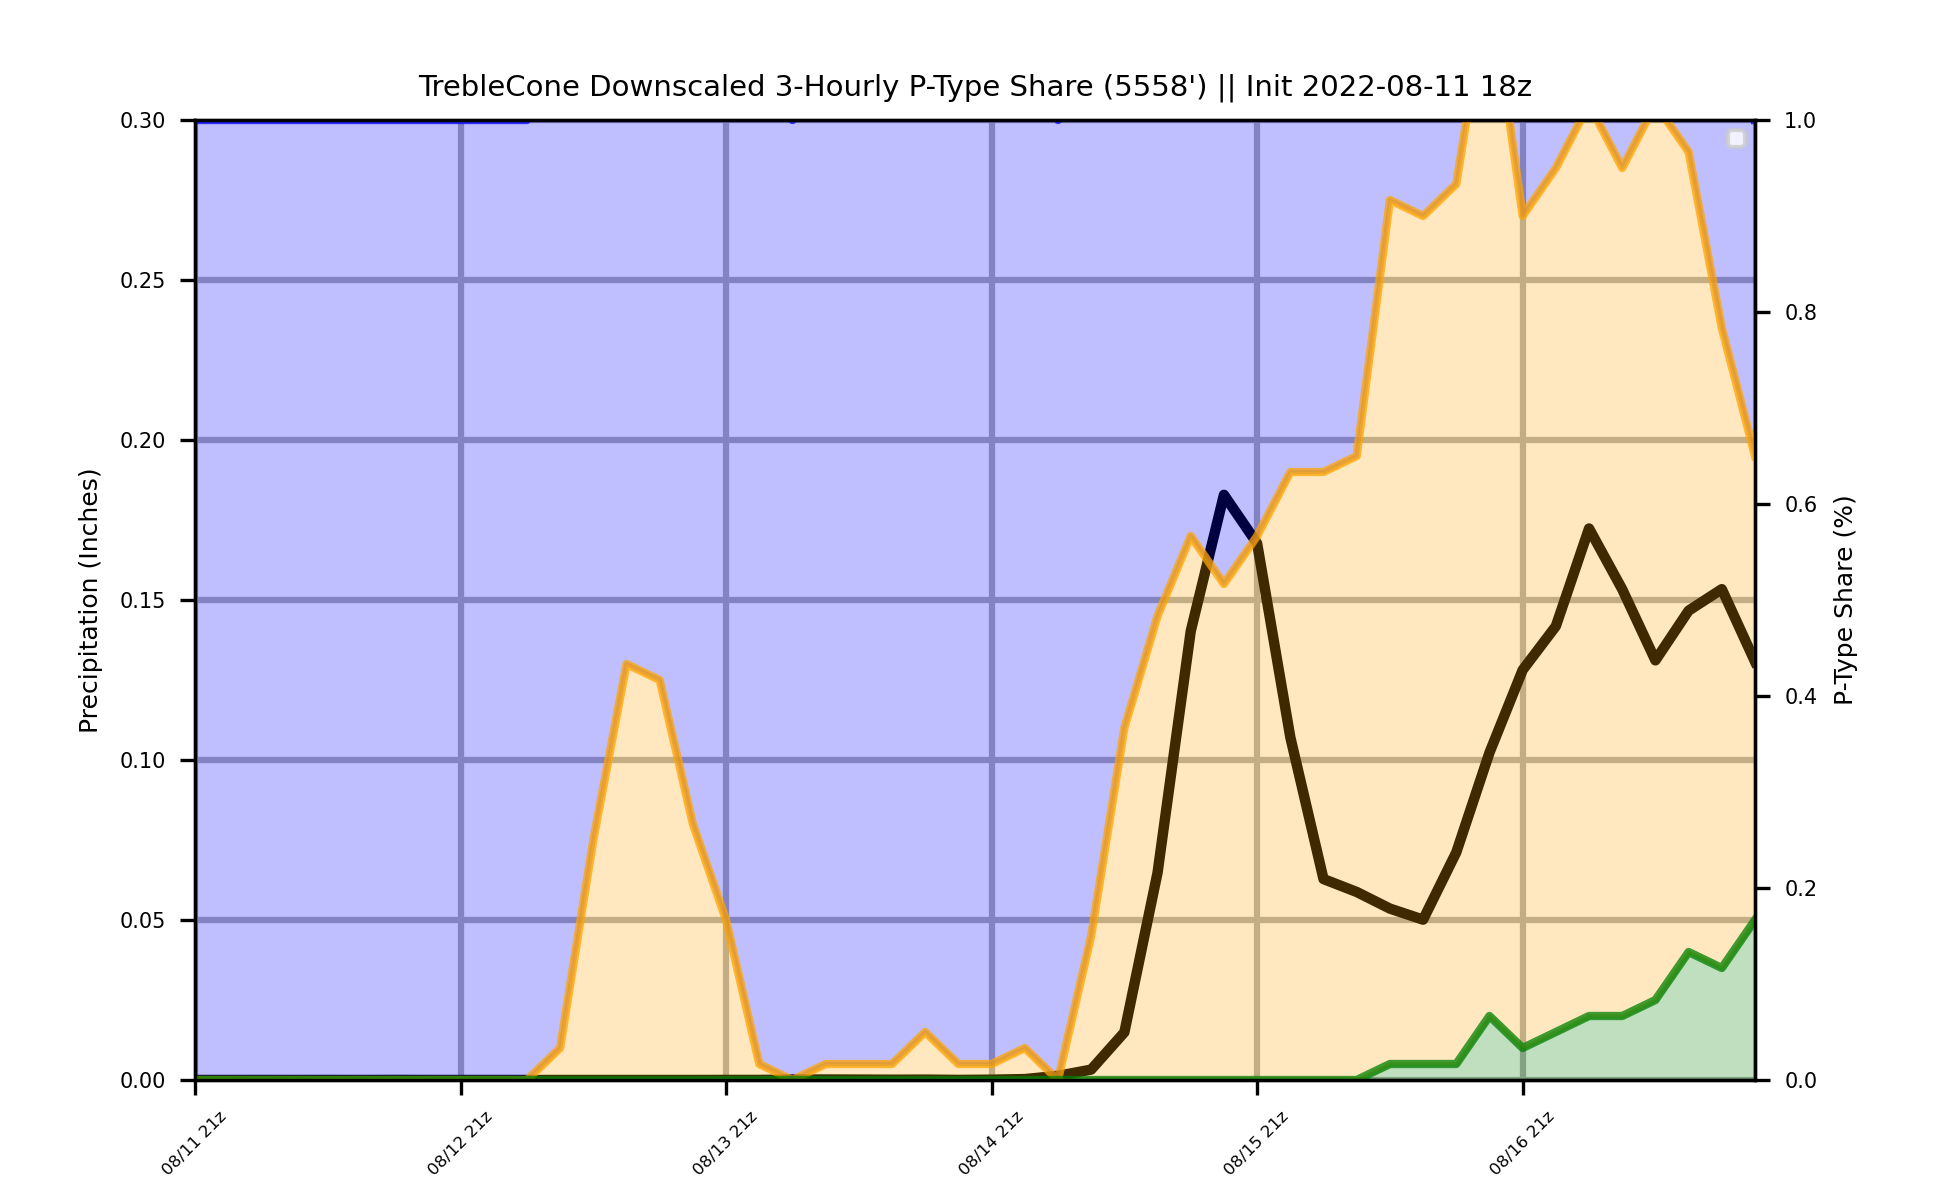 TrebleCone Downscaled 3-Hourly P-Type Share (5558') || Init 2022-08-11 18z
Precipitation (Inches)
0.30
0.25
0.20
0.15
0.10
0.05
0.00
1.0
0.8
0.6
0.4
0.2
0.0
P-Type Share (%)
08/11 21z
08/12 21z
08/13 21z
08/14 21z
08/15 21z
08/16 21z